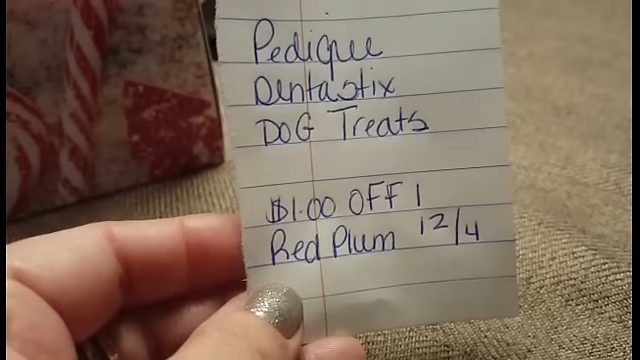 Pedigree
Dentastix
DOG Treats
$1.00 OFF 1
Red Plum 12/4